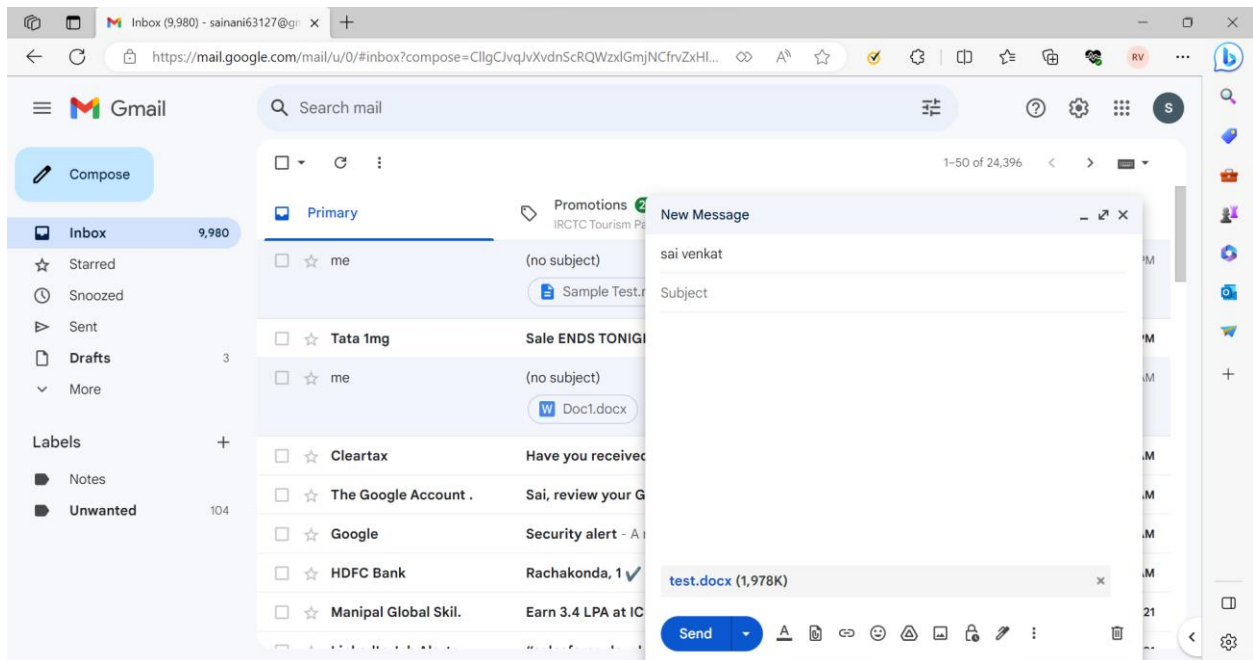 Inbox (9,980) - sainani63127@gm
https://mail.google.com/mail/u/0/#inbox?compose=CllgCJvqJvXvdnScRQWzxlGmjNCfrvZxHl...
RV
Gmail
Search mail
S
Compose
1–50 of 24,396
Primary
Promotions
IRCTC Tourism Pa
New Message
Inbox 9,980
Starred
Snoozed
Sent
Drafts 3
More
Labels
Notes
Unwanted 104
me (no subject)
Sample Test.
Tata 1mg Sale ENDS TONIG
me (no subject)
W Doc1.docx
Cleartax Have you received
The Google Account . Sai, review your G
Google Security alert - A
HDFC Bank Rachakonda, 1 ✔
Manipal Global Skil. Earn 3.4 LPA at IC
21
sai venkat
Subject
test.docx (1,978K)
Send